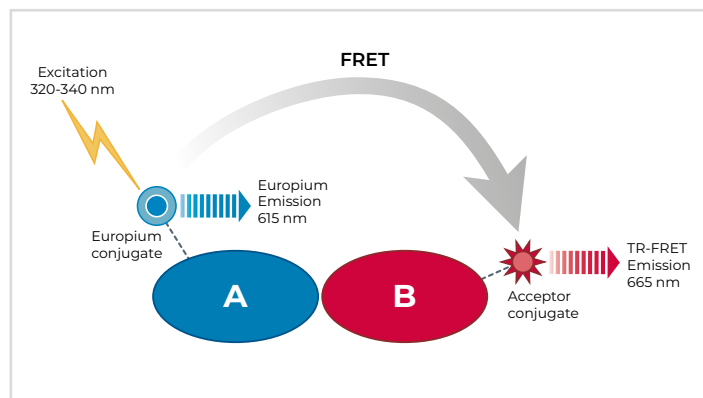 FRET
Excitation
320-340 nm
Europium
Emission
615 nm
Europium
conjugate
A
B
TR-FRET
Emission
665 nm
Acceptor
conjugate